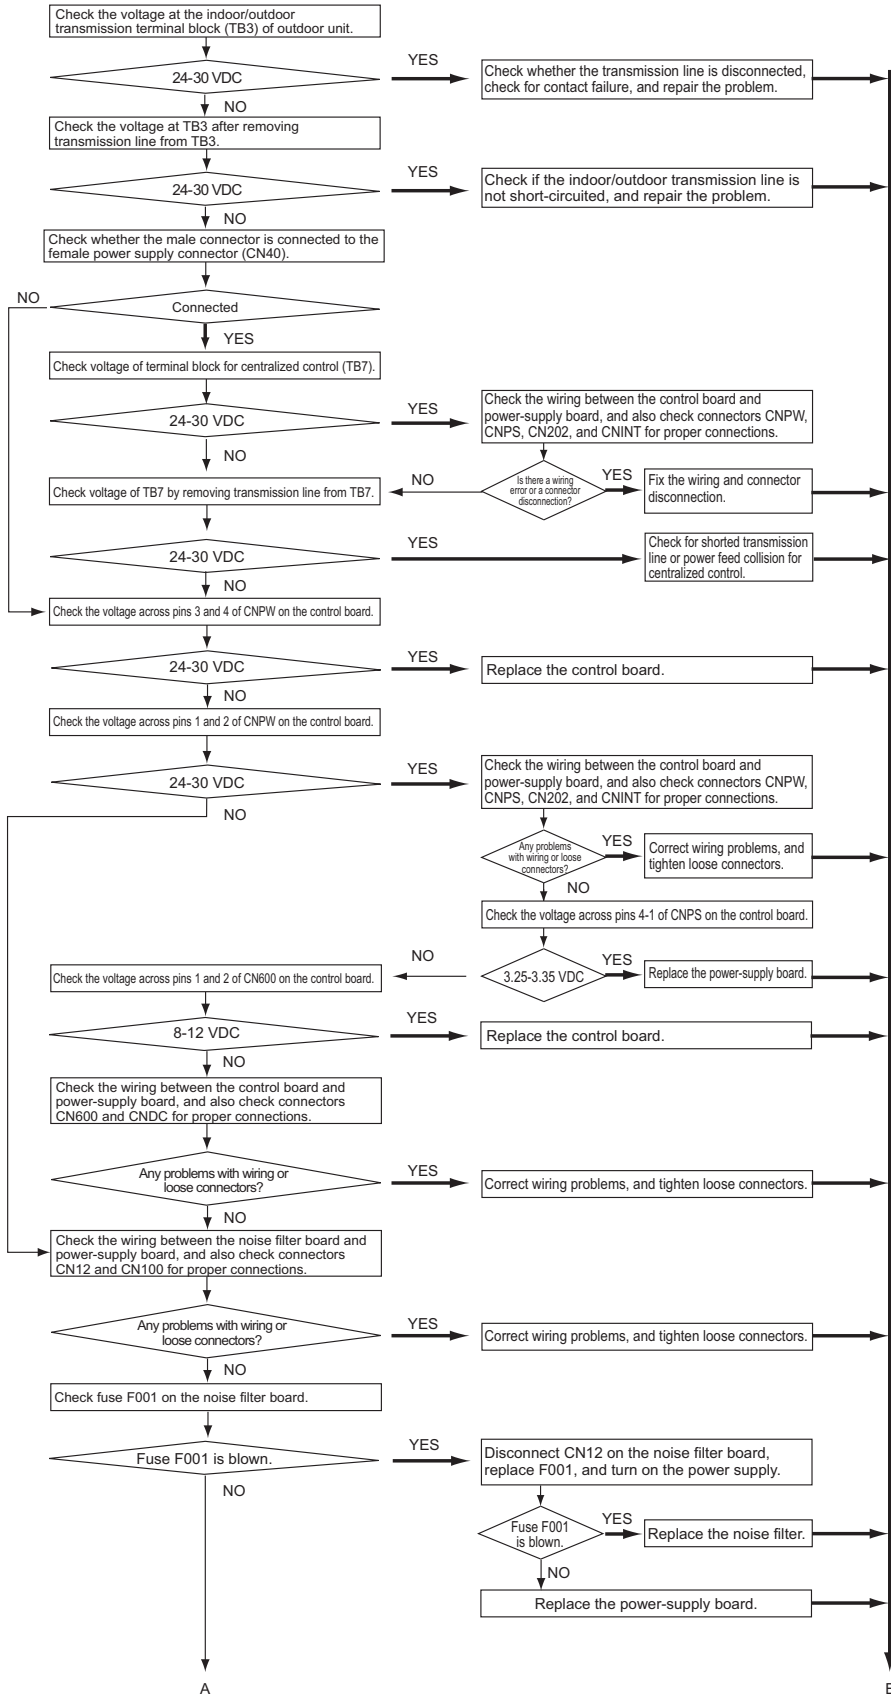 Check the voltage at the indoor/outdoor
transmission terminal block (TB3) of outdoor unit.
24-30 VDC
YES
Check whether the transmission line is disconnected,
check for contact failure, and repair the problem.
NO
Check the voltage at TB3 after removing
transmission line from TB3.
24-30 VDC
YES
Check if the indoor/outdoor transmission line is
not short-circuited, and repair the problem.
NO
Check whether the male connector is connected to the
female power supply connector (CN40).
NO
Connected
YES
Check voltage of terminal block for centralized control (TB7).
24-30 VDC
YES
Check the wiring between the control board and
power-supply board, and also check connectors CNPW,
CNPS, CN202, and CNINT for proper connections.
NO
Is there a wiring
error or a connector
disconnection?
YES
Fix the wiring and connector
disconnection.
NO
Check voltage of TB7 by removing transmission line from TB7.
24-30 VDC
YES
Check for shorted transmission
line or power feed collision for
centralized control.
NO
Check the voltage across pins 3 and 4 of CNPW on the control board.
24-30 VDC
YES
Replace the control board.
NO
Check the voltage across pins 1 and 2 of CNPW on the control board.
24-30 VDC
YES
Check the wiring between the control board and
power-supply board, and also check connectors CNPW,
CNPS, CN202, and CNINT for proper connections.
NO
Any problems
with wiring or loose
connectors?
YES
Correct wiring problems, and
tighten loose connectors.
NO
Check the voltage across pins 4-1 of CNPS on the control board.
3.25-3.35 VDC
YES
Replace the power-supply board.
NO
Check the voltage across pins 1 and 2 of CN600 on the control board.
8-12 VDC
YES
Replace the control board.
NO
Check the wiring between the control board and
power-supply board, and also check connectors
CN600 and CNDC for proper connections.
Any problems with wiring or
loose connectors?
YES
Correct wiring problems, and tighten loose connectors.
NO
Check the wiring between the noise filter board and
power-supply board, and also check connectors
CN12 and CN100 for proper connections.
Any problems with wiring or
loose connectors?
YES
Correct wiring problems, and tighten loose connectors.
NO
Check fuse F001 on the noise filter board.
Fuse F001 is blown.
YES
Disconnect CN12 on the noise filter board,
replace F001, and turn on the power supply.
NO
Fuse F001
is blown.
YES
Replace the noise filter.
NO
Replace the power-supply board.
A